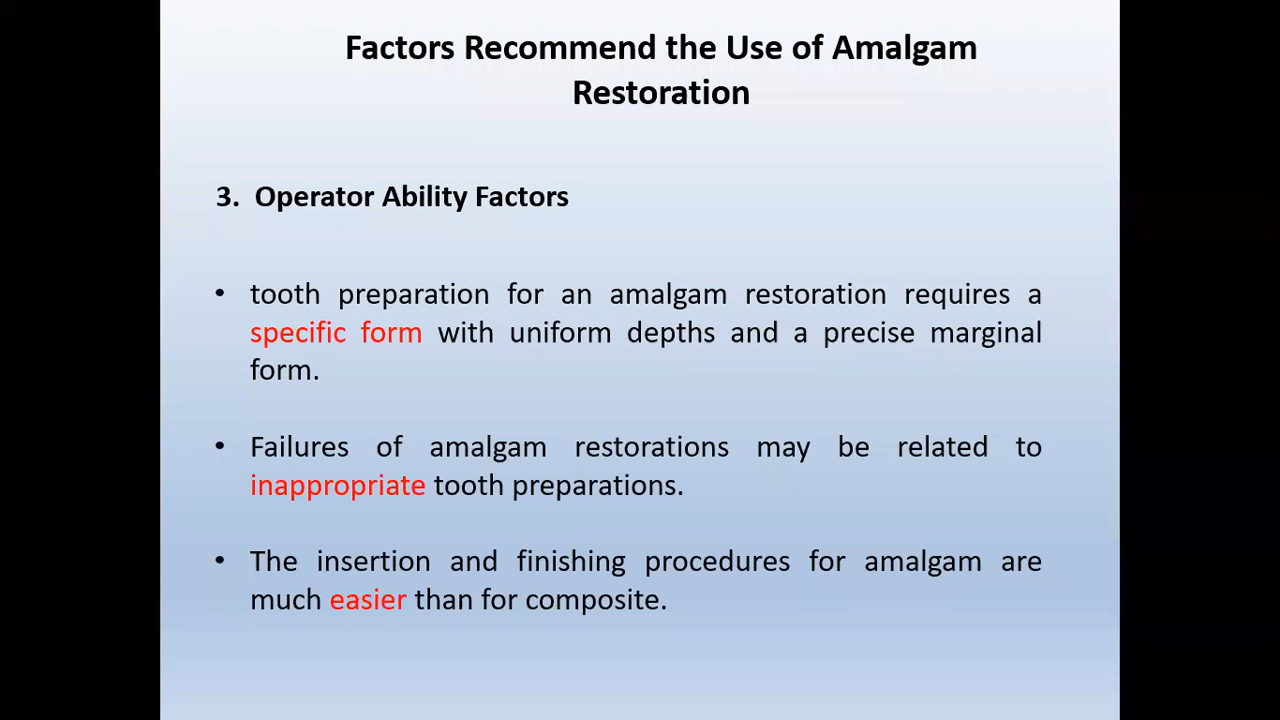 Factors Recommend the Use of Amalgam
Restoration
3. Operator Ability Factors
• tooth preparation for an amalgam restoration requires a
specific form with uniform depths and a precise marginal
form.
• Failures of amalgam restorations may be related to
inappropriate tooth preparations.
• The insertion and finishing procedures for amalgam are
much easier than for composite.